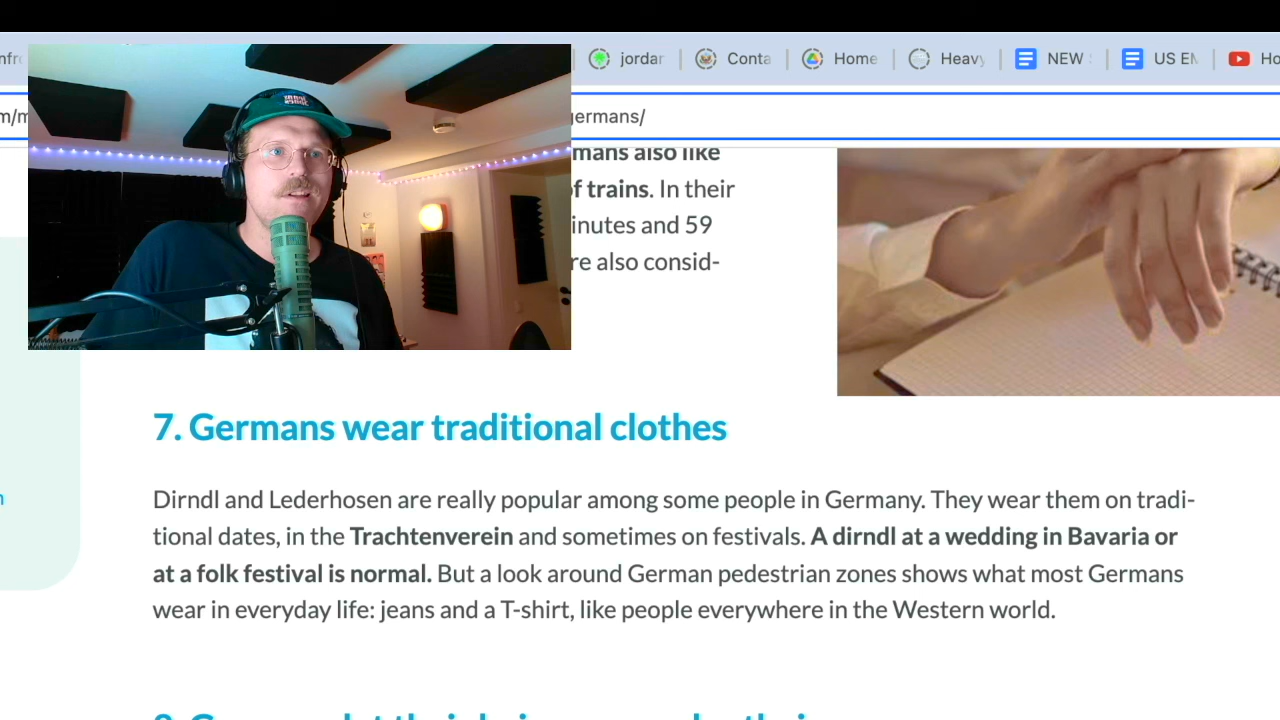 jordar
Conta
Home
Heavy
NEW
US EM
Ho
ermans/
mans also like
f trains. In their
inutes and 59
re also consid-
7. Germans wear traditional clothes
Dirndl and Lederhosen are really popular among some people in Germany. They wear them on tradi-
tional dates, in the Trachtenverein and sometimes on festivals. A dirndl at a wedding in Bavaria or
at a folk festival is normal. But a look around German pedestrian zones shows what most Germans
wear in everyday life: jeans and a T-shirt, like people everywhere in the Western world.